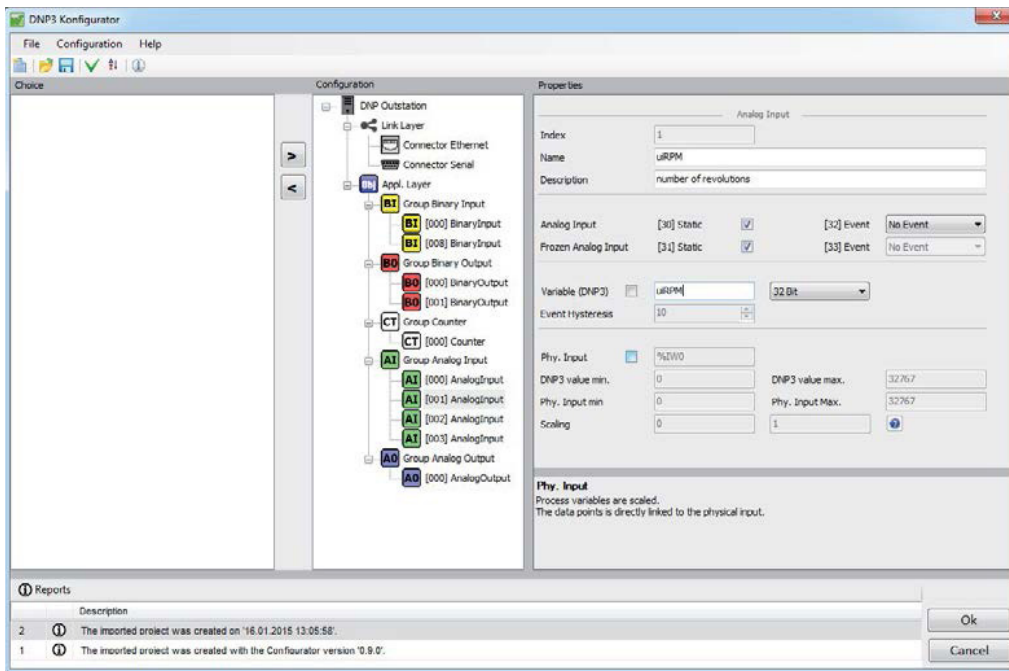 DNP3 Konfigurator
File Configuration Help
Choice
Configuration
Properties
DNP Outstation
Link Layer
Connector Ethernet
Connector Serial
Obj Appl. Layer
BI Group Binary Input
BI [000] BinaryInput
BI [008] BinaryInput
BO Group Binary Output
BO [000] BinaryOutput
BO [001] BinaryOutput
CT Group Counter
CT [000] Counter
AI Group Analog Input
AI [000] AnalogInput
AI [001] AnalogInput
AI [002] AnalogInput
AI [003] AnalogInput
AO Group Analog Output
AO [000] AnalogOutput
>
<
Analog Input
Index 1
Name uiRPM
Description number of revolutions
Analog Input [30] Static [32] Event No Event
Frozen Analog Input [31] Static [33] Event No Event
Variable (DNP3) uiRPM 32 Bit
Event Hysteresis 10
Phy. Input %IW0
DNP3 value min. 0 DNP3 value max. 32767
Phy. Input min 0 Phy. Input Max. 32767
Scaling 0 1
Phy. Input
Process variables are scaled.
The data points is directly linked to the physical input.
Reports
Description
2 The imported project was created on '16.01.2015 13:05:58'.
1 The imported project was created with the Configurator version '0.9.0'.
Ok
Cancel